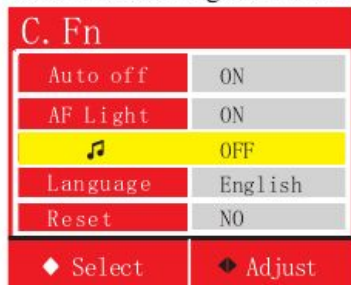 C. Fn
Auto off ON
AF Light ON
♫ OFF
Language English
Reset NO
Select Adjust